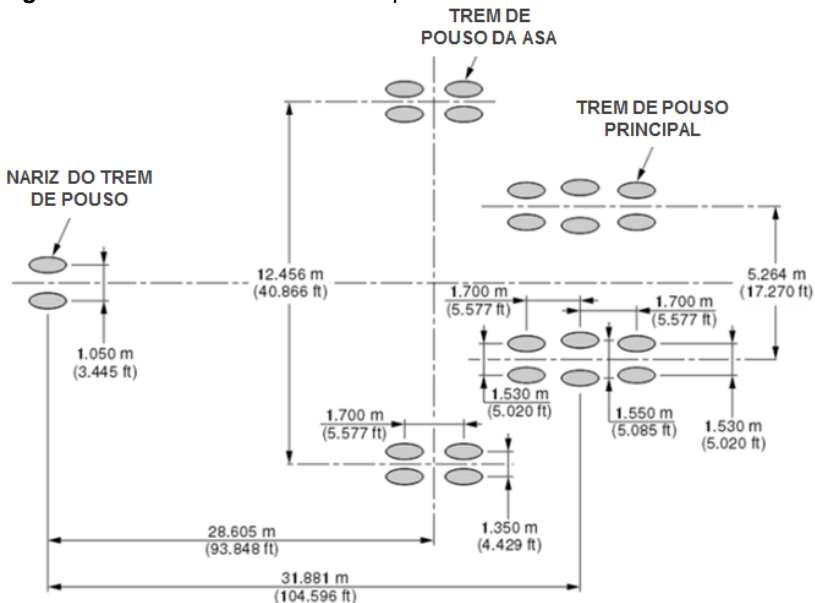 TREM DE
POUSO DA ASA
TREM DE POUSO
PRINCIPAL
NARIZ DO TREM
DE POUSO
12.456 m
(40.866 ft)
5.264 m
(17.270 ft)
1.700 m
(5.577 ft)
1.700 m
(5.577 ft)
1.050 m
(3.445 ft)
1.530 m
(5.020 ft)
1.550 m
(5.085 ft)
1.530 m
(5.020 ft)
1.700 m
(5.577 ft)
1.350 m
(4.429 ft)
28.605 m
(93.848 ft)
31.881 m
(104.596 ft)